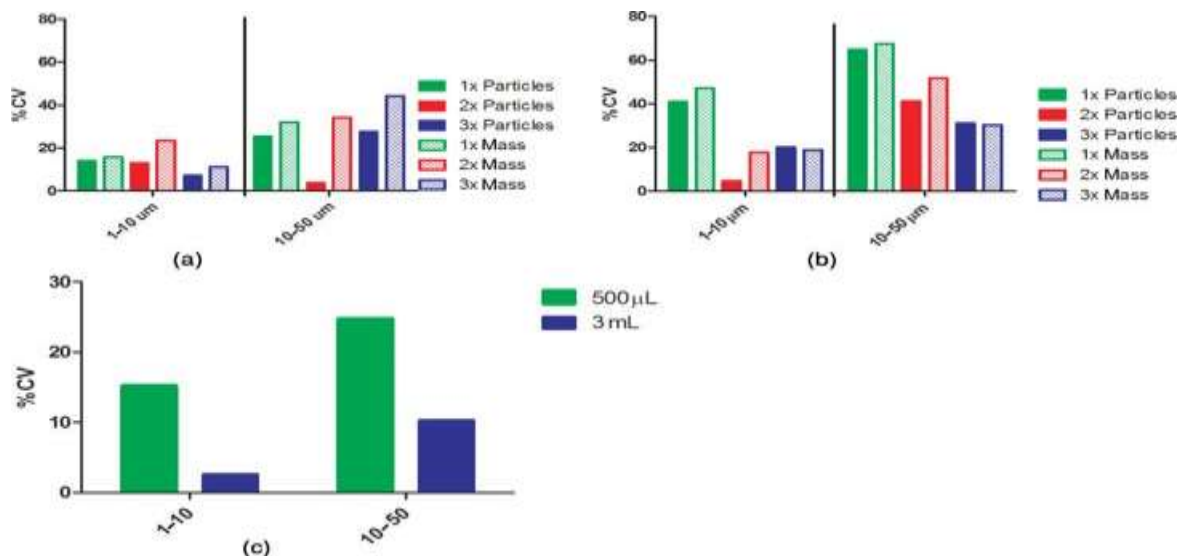 80
60
40
20
0
%CV
1–10 um
10–50 um
1x Particles
2x Particles
3x Particles
1x Mass
2x Mass
3x Mass
(a)
80
60
40
20
0
%CV
1–10 µm
10–50 µm
1x Particles
2x Particles
3x Particles
1x Mass
2x Mass
3x Mass
(b)
30
20
10
0
%CV
1–10
10–50
500 µL
3 mL
(c)